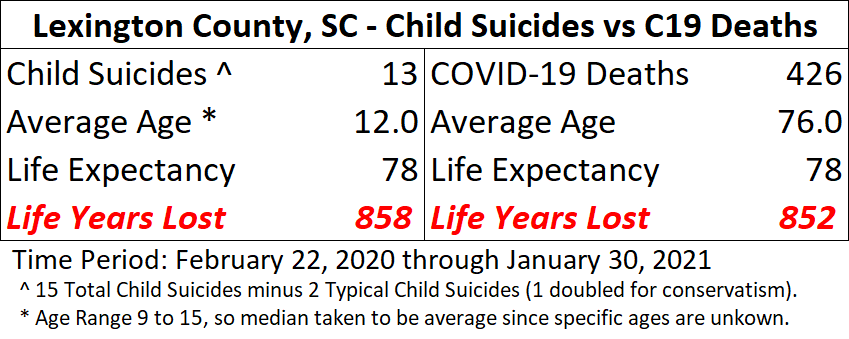 Lexington County, SC - Child Suicides vs C19 Deaths
Child Suicides ^ 13 COVID-19 Deaths 426
Average Age * 12.0 Average Age 76.0
Life Expectancy 78 Life Expectancy 78
Life Years Lost 858 Life Years Lost 852
Time Period: February 22, 2020 through January 30, 2021
^ 15 Total Child Suicides minus 2 Typical Child Suicides (1 doubled for conservatism).
* Age Range 9 to 15, so median taken to be average since specific ages are unkown.